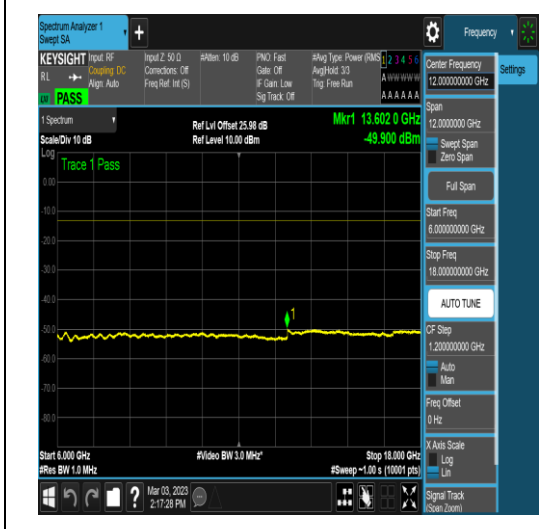 Spectrum Analyzer 1
Swept SA
+
Frequency
KEYSIGHT
RL
PASS
Input: RF
Coupling: DC
Align: Auto
Input Z: 50 Ω
Corrections: Off
Freq Ref: Int (S)
#Atten: 10 dB
PNO: Fast
Gate: Off
IF Gain: Low
Sig Track: Off
#Avg Type: Power (RMS
Avg|Hold: 3/3
Trig: Free Run
1 2 3 4 5 6
A W W W W W
A A A A A A
1 Spectrum
Scale/Div 10 dB
Log
Ref Lvl Offset 25.98 dB
Ref Level 10.00 dBm
Mkr1 13.602 0 GHz
-49.900 dBm
Trace 1 Pass
0.00
-10.0
-20.0
-30.0
-40.0
-50.0
-60.0
-70.0
-80.0
1
Start 6.000 GHz
#Res BW 1.0 MHz
#Video BW 3.0 MHz*
Stop 18.000 GHz
#Sweep ~1.00 s (10001 pts)
Mar 03, 2023
2:17:28 PM
Center Frequency
12.000000000 GHz
Settings
Span
12.0000000 GHz
Swept Span
Zero Span
Full Span
Start Freq
6.000000000 GHz
Stop Freq
18.000000000 GHz
AUTO TUNE
CF Step
1.200000000 GHz
Auto
Man
Freq Offset
0 Hz
X Axis Scale
Log
Lin
Signal Track
(Span Zoom)